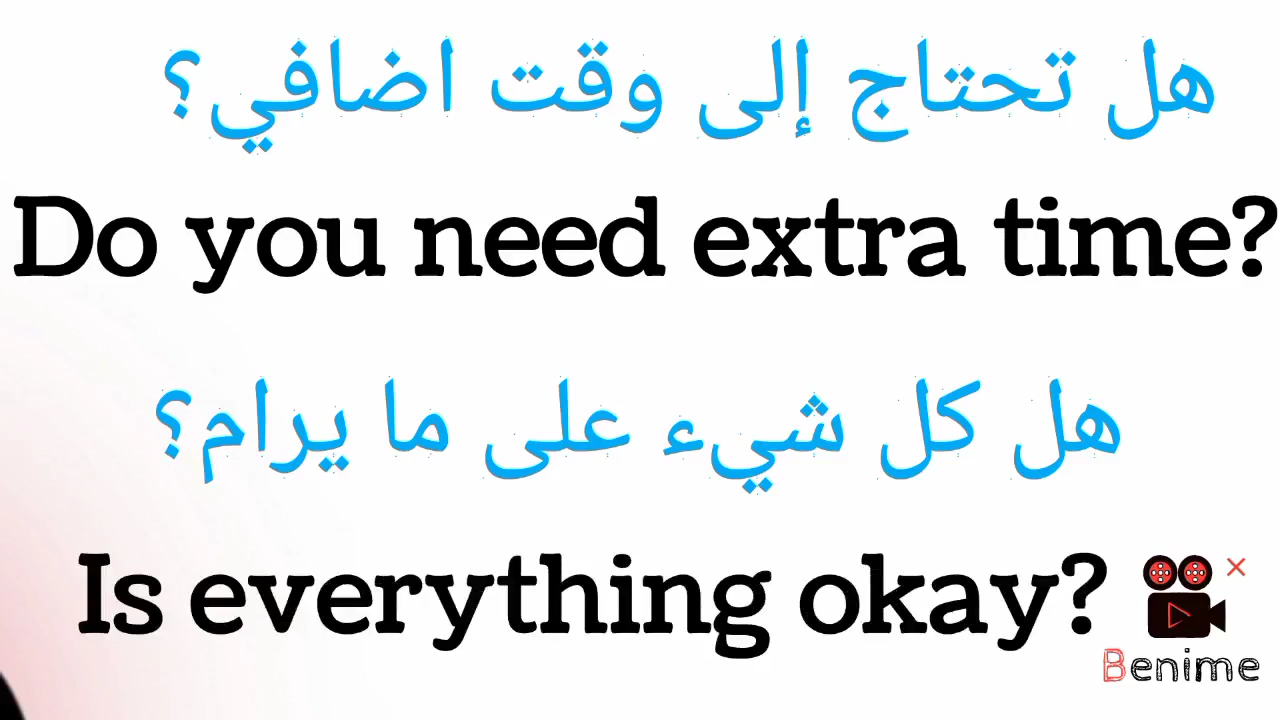 هل تحتاج إلى وقت اضافي؟
Do you need extra time?
هل كل شيء على ما يرام؟
Is everything okay?
Benime